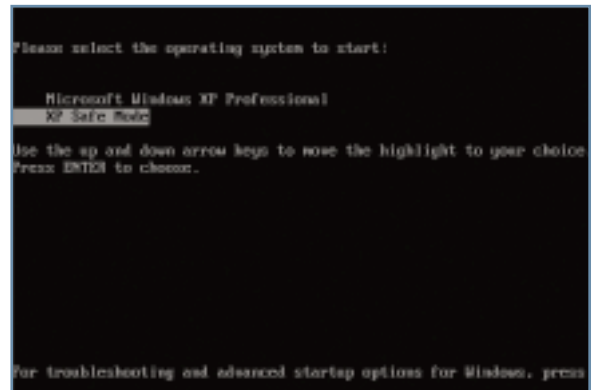 Please select the operating system to start:
Microsoft Windows XP Professional
XP Safe Mode
Use the up and down arrow keys to move the highlight to your choice
Press ENTER to choose.
For troubleshooting and advanced startup options for Windows, press